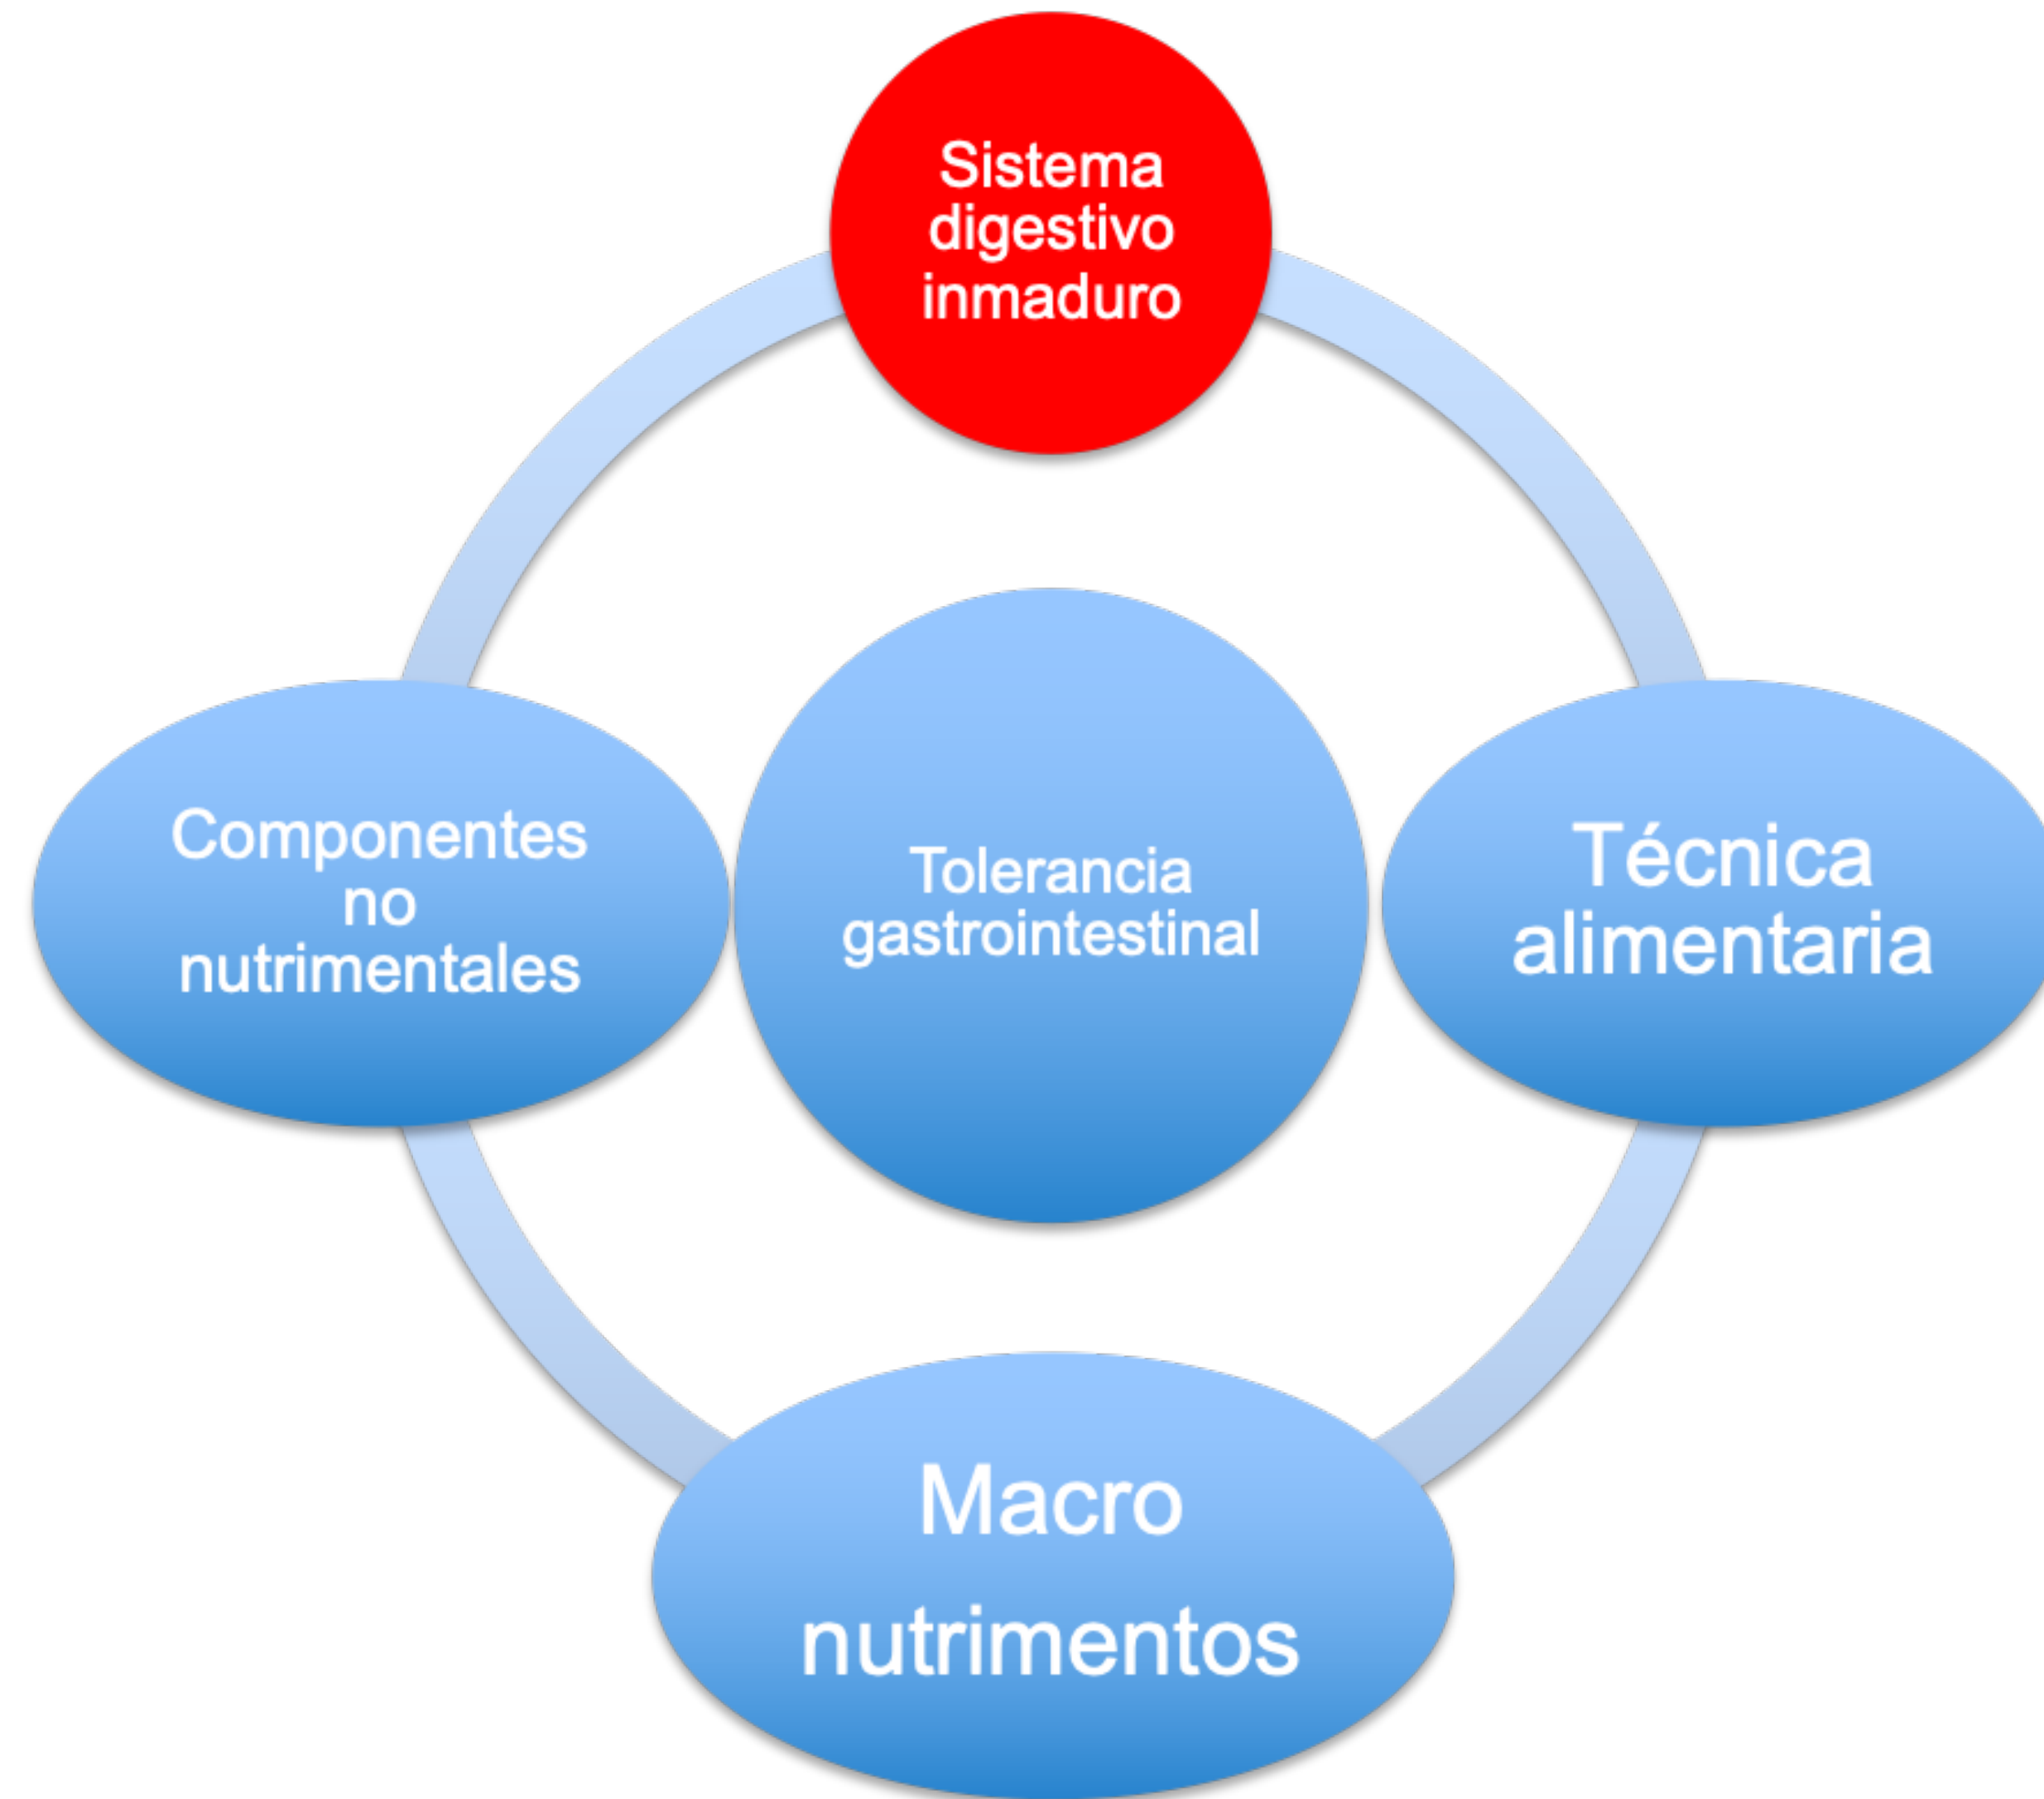 Sistema
digestivo
inmaduro
Componentes
no
nutrimentales
Tolerancia
gastrointestinal
Técnica
alimentaria
Macro
nutrimentos